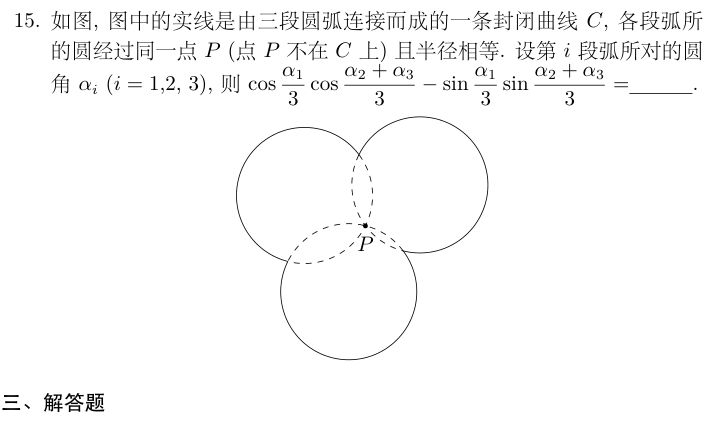 15. 如图, 图中的实线是由三段圆弧连接而成的一条封闭曲线 C, 各段弧所
的圆经过同一点 P (点 P 不在 C 上) 且半径相等. 设第 i 段弧所对的圆
角 α_i (i = 1,2, 3), 则 cos α_1/3 cos (α_2 + α_3)/3 − sin α_1/3 sin (α_2 + α_3)/3 =______.
P
三、解答题